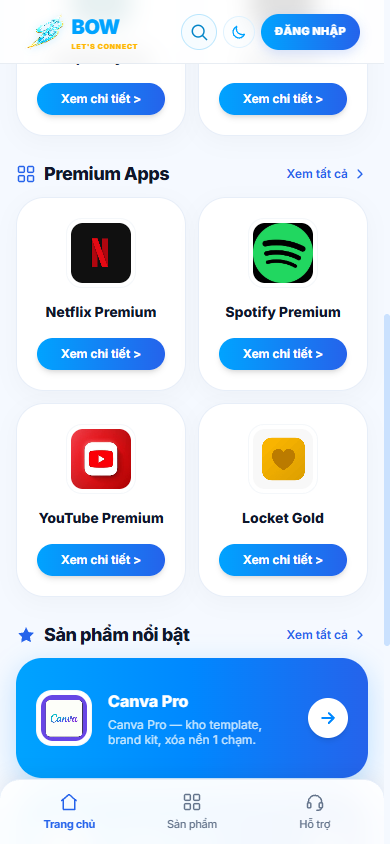 BOW
LET'S CONNECT
ĐĂNG NHẬP
Xem chi tiết >
Xem chi tiết >
Premium Apps
Xem tất cả
Netflix Premium
Spotify Premium
Xem chi tiết >
Xem chi tiết >
YouTube Premium
Locket Gold
Xem chi tiết >
Xem chi tiết >
Sản phẩm nổi bật
Xem tất cả
Canva
Canva Pro
Canva Pro — kho template,
brand kit, xóa nền 1 chạm.
Trang chủ
Sản phẩm
Hỗ trợ